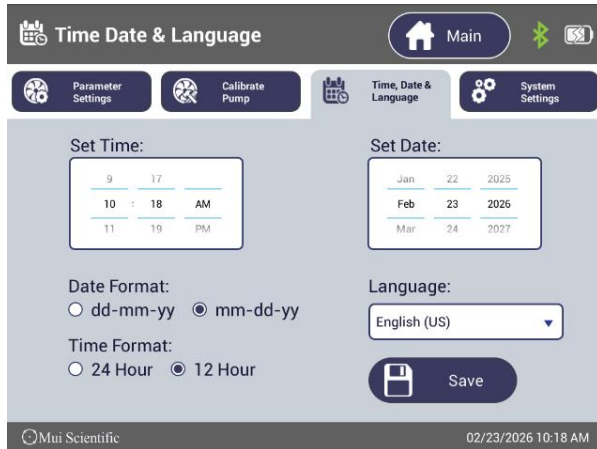 Time Date & Language
Main
Parameter
Settings
Calibrate
Pump
Time, Date &
Language
System
Settings
Set Time:
9 17
10 : 18 AM
11 19 PM
Set Date:
Jan 22 2025
Feb 23 2026
Mar 24 2027
Date Format:
dd-mm-yy mm-dd-yy
Time Format:
24 Hour 12 Hour
Language:
English (US)
Save
Mui Scientific
02/23/2026 10:18 AM